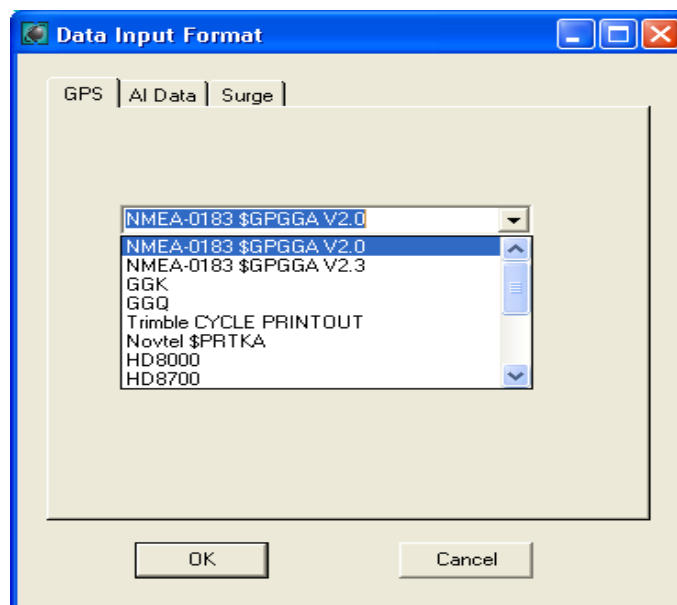 Data Input Format
GPS AI Data Surge
NMEA-0183 $GPGGA V2.0
NMEA-0183 $GPGGA V2.0
NMEA-0183 $GPGGA V2.3
GGK
GGQ
Trimble CYCLE PRINTOUT
Novtel $PRTKA
HD8000
HD8700
OK Cancel